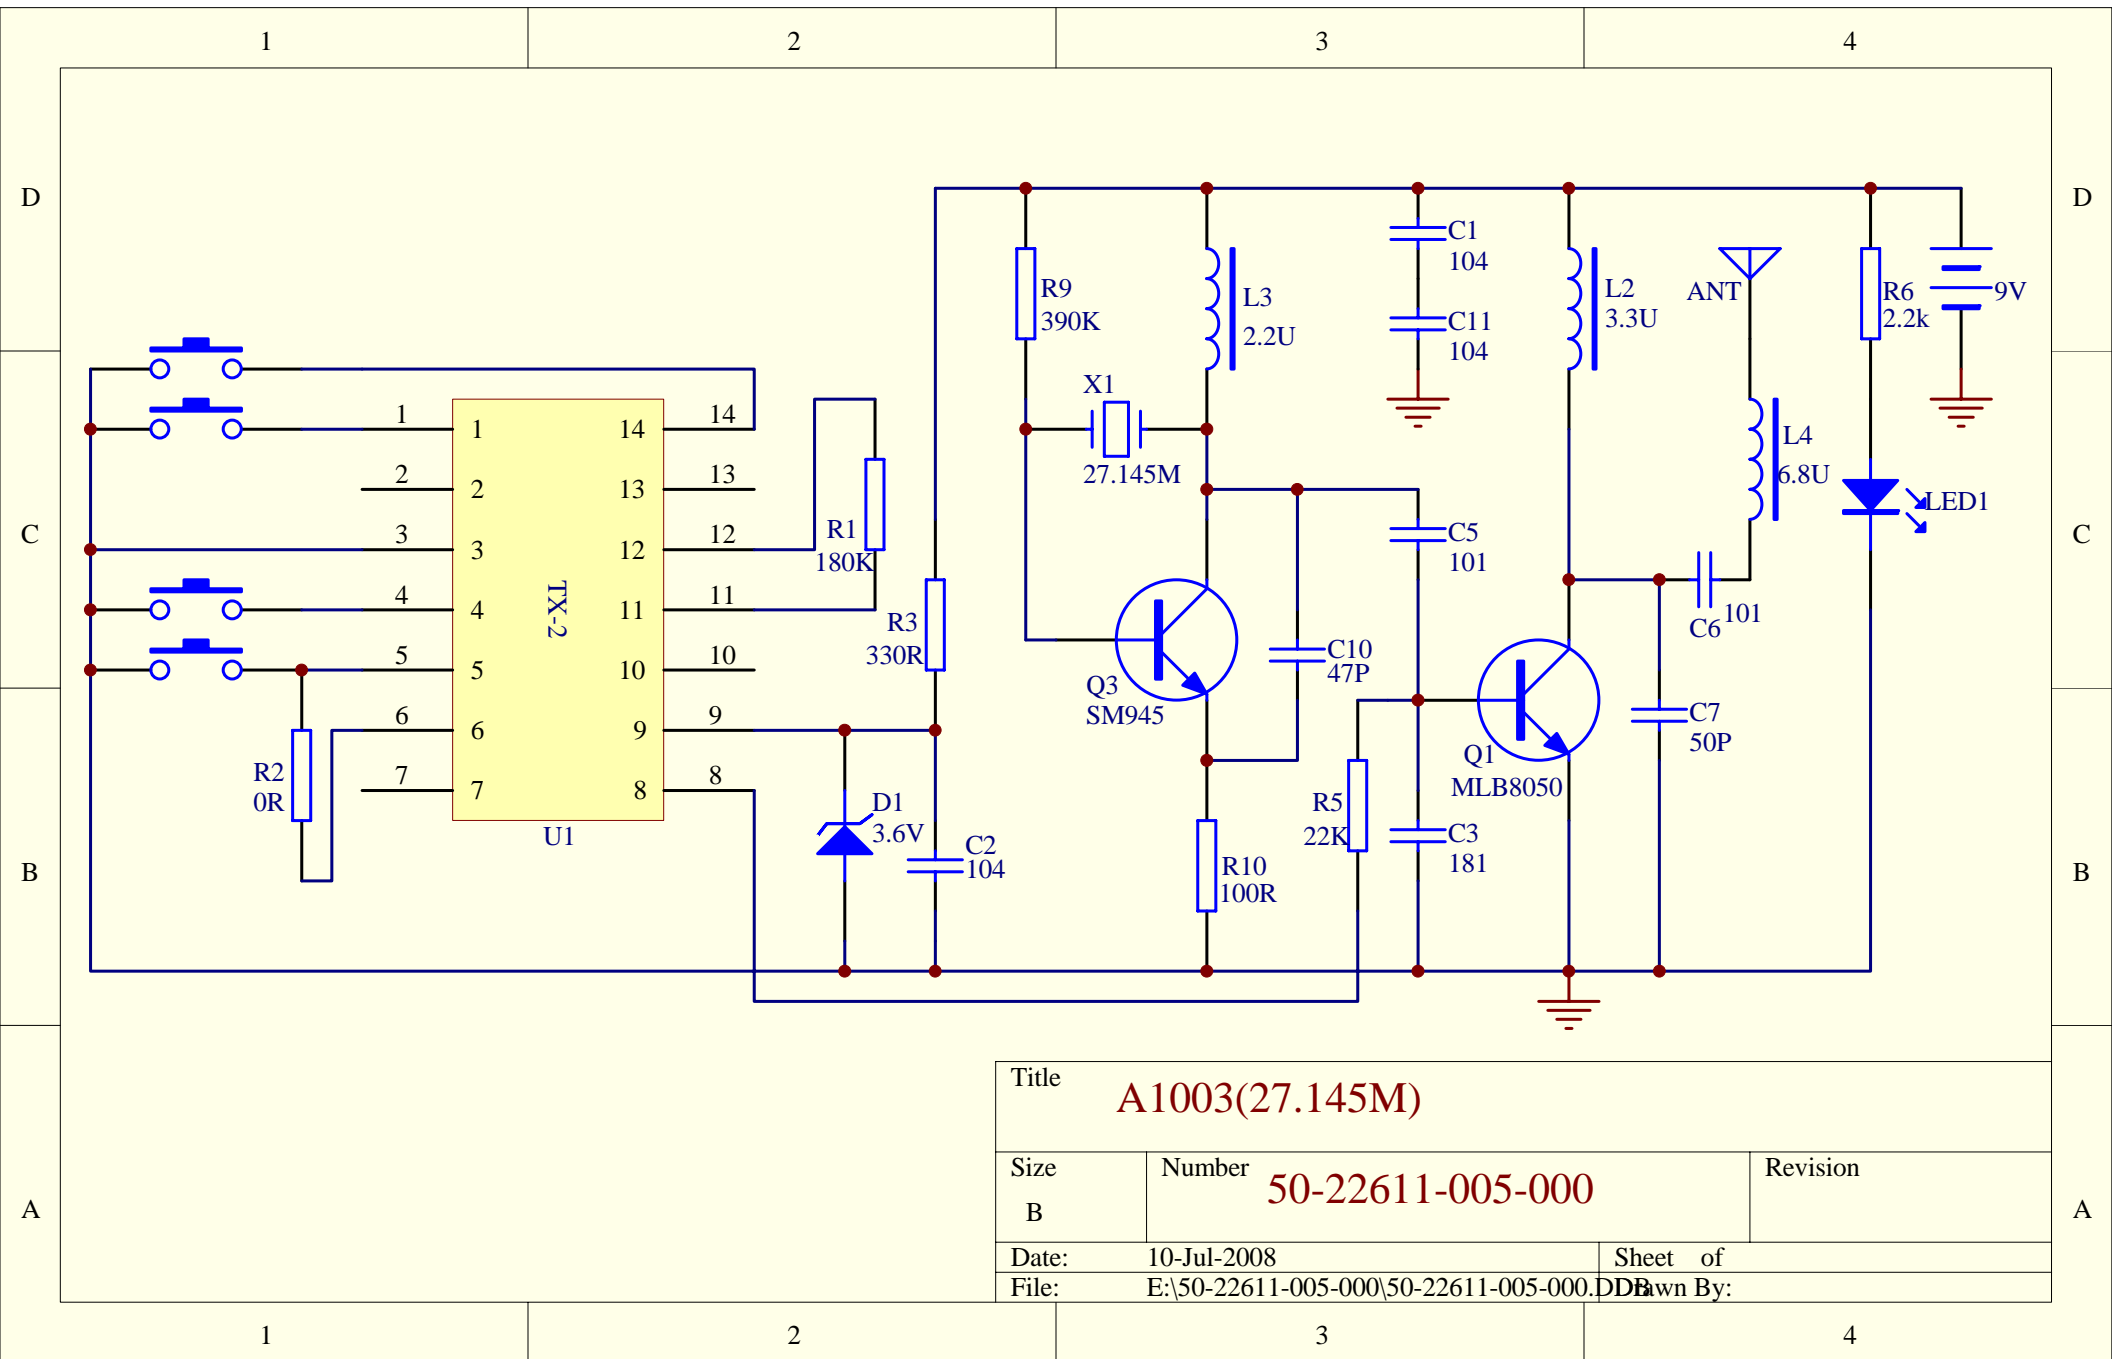 1 2 3 4
D D
C1
104
R9
390K
L3
2.2U
C11
104
L2
3.3U
ANT
R6
2.2k
9V
X1
27.145M
1 1 14 14
2 2 13 13
3 3 12 12
4 4 11 11
5 5 10 10
6 6 9 9
7 7 8 8
TX-2
U1
C C
R1
180K
L4
6.8U
LED1
C5
101
R3
330R
C6 101
C10
47P
Q3
SM945
C7
50P
Q1
MLB8050
R2
0R
D1
3.6V
C2
104
R5
22K
C3
181
R10
100R
B B
Title A1003(27.145M)
Size Number 50-22611-005-000 Revision
B
A A
Date: 10-Jul-2008 Sheet of
File: E:\50-22611-005-000\50-22611-005-000.DDB Drawn By:
1 2 3 4